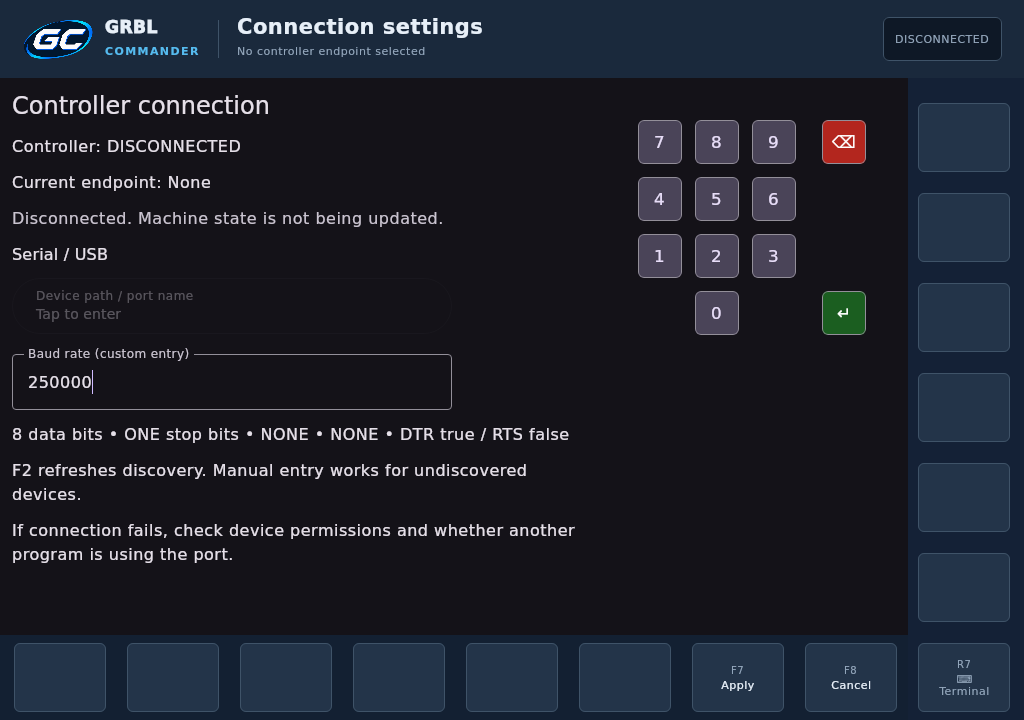 GC
GRBL
COMMANDER
Connection settings
No controller endpoint selected
DISCONNECTED
Controller connection
Controller: DISCONNECTED
Current endpoint: None
Disconnected. Machine state is not being updated.
Serial / USB
Device path / port name
Tap to enter
Baud rate (custom entry)
250000
8 data bits • ONE stop bits • NONE • NONE • DTR true / RTS false
F2 refreshes discovery. Manual entry works for undiscovered
devices.
If connection fails, check device permissions and whether another
program is using the port.
7 8 9 ⌫
4 5 6
1 2 3
0 ↵
F7
Apply
F8
Cancel
R7
⌨
Terminal